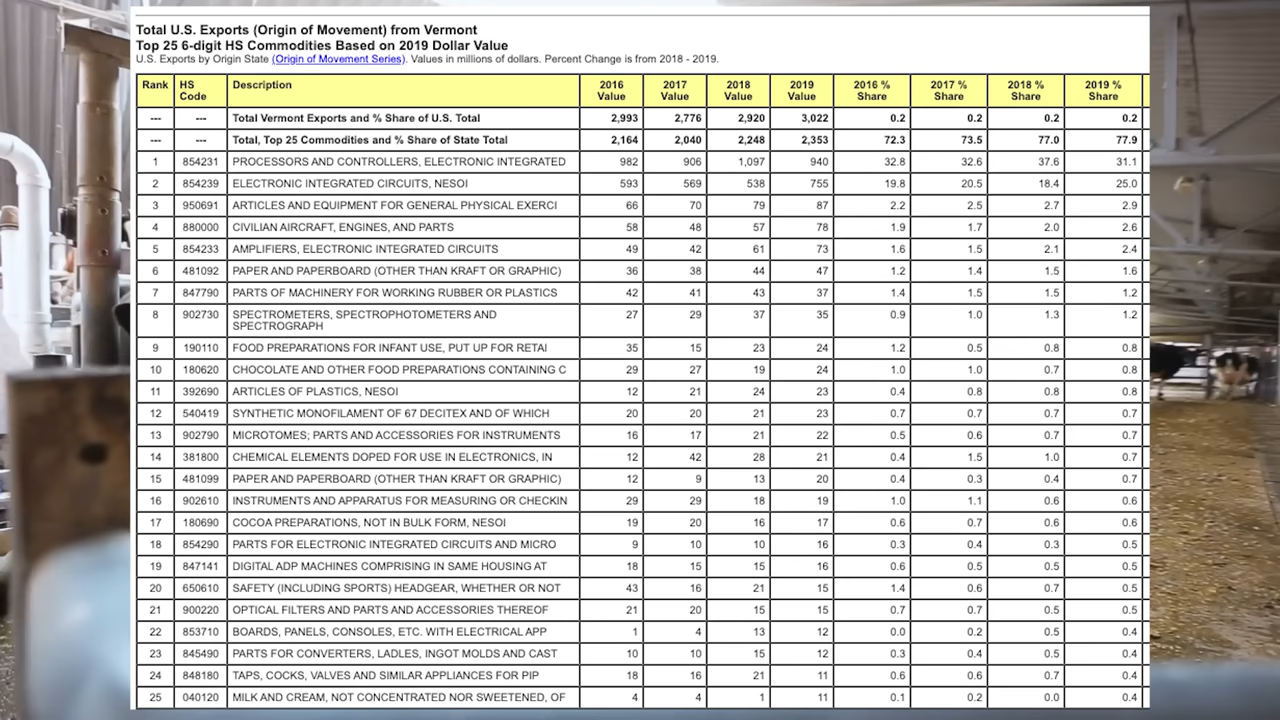 Total U.S. Exports (Origin of Movement) from Vermont
Top 25 6-digit HS Commodities Based on 2019 Dollar Value
U.S. Exports by Origin State (Origin of Movement Series). Values in millions of dollars. Percent Change is from 2018 - 2019.
Rank HS Code Description 2016 Value 2017 Value 2018 Value 2019 Value 2016 % Share 2017 % Share 2018 % Share 2019 % Share
--- --- Total Vermont Exports and % Share of U.S. Total 2,993 2,776 2,920 3,022 0.2 0.2 0.2 0.2
--- --- Total, Top 25 Commodities and % Share of State Total 2,164 2,040 2,248 2,353 72.3 73.5 77.0 77.9
1 854231 PROCESSORS AND CONTROLLERS, ELECTRONIC INTEGRATED 982 906 1,097 940 32.8 32.6 37.6 31.1
2 854239 ELECTRONIC INTEGRATED CIRCUITS, NESOI 593 569 538 755 19.8 20.5 18.4 25.0
3 950691 ARTICLES AND EQUIPMENT FOR GENERAL PHYSICAL EXERCI 66 70 79 87 2.2 2.5 2.7 2.9
4 880000 CIVILIAN AIRCRAFT, ENGINES, AND PARTS 58 48 57 78 1.9 1.7 2.0 2.6
5 854233 AMPLIFIERS, ELECTRONIC INTEGRATED CIRCUITS 49 42 61 73 1.6 1.5 2.1 2.4
6 481092 PAPER AND PAPERBOARD (OTHER THAN KRAFT OR GRAPHIC) 36 38 44 47 1.2 1.4 1.5 1.6
7 847790 PARTS OF MACHINERY FOR WORKING RUBBER OR PLASTICS 42 41 43 37 1.4 1.5 1.5 1.2
8 902730 SPECTROMETERS, SPECTROPHOTOMETERS AND SPECTROGRAPH 27 29 37 35 0.9 1.0 1.3 1.2
9 190110 FOOD PREPARATIONS FOR INFANT USE, PUT UP FOR RETAI 35 15 23 24 1.2 0.5 0.8 0.8
10 180620 CHOCOLATE AND OTHER FOOD PREPARATIONS CONTAINING C 29 27 19 24 1.0 1.0 0.7 0.8
11 392690 ARTICLES OF PLASTICS, NESOI 12 21 24 23 0.4 0.8 0.8 0.8
12 540419 SYNTHETIC MONOFILAMENT OF 67 DECITEX AND OF WHICH 20 20 21 23 0.7 0.7 0.7 0.7
13 902790 MICROTOMES; PARTS AND ACCESSORIES FOR INSTRUMENTS 16 17 21 22 0.5 0.6 0.7 0.7
14 381800 CHEMICAL ELEMENTS DOPED FOR USE IN ELECTRONICS, IN 12 42 28 21 0.4 1.5 1.0 0.7
15 481099 PAPER AND PAPERBOARD (OTHER THAN KRAFT OR GRAPHIC) 12 9 13 20 0.4 0.3 0.4 0.7
16 902610 INSTRUMENTS AND APPARATUS FOR MEASURING OR CHECKIN 29 29 18 19 1.0 1.1 0.6 0.6
17 180690 COCOA PREPARATIONS, NOT IN BULK FORM, NESOI 19 20 16 17 0.6 0.7 0.6 0.6
18 854290 PARTS FOR ELECTRONIC INTEGRATED CIRCUITS AND MICRO 9 10 10 16 0.3 0.4 0.3 0.5
19 847141 DIGITAL ADP MACHINES COMPRISING IN SAME HOUSING AT 18 15 15 16 0.6 0.5 0.5 0.5
20 650610 SAFETY (INCLUDING SPORTS) HEADGEAR, WHETHER OR NOT 43 16 21 15 1.4 0.6 0.7 0.5
21 900220 OPTICAL FILTERS AND PARTS AND ACCESSORIES THEREOF 21 20 15 15 0.7 0.7 0.5 0.5
22 853710 BOARDS, PANELS, CONSOLES, ETC. WITH ELECTRICAL APP 1 4 13 12 0.0 0.2 0.5 0.4
23 845490 PARTS FOR CONVERTERS, LADLES, INGOT MOLDS AND CAST 10 10 15 12 0.3 0.4 0.5 0.4
24 848180 TAPS, COCKS, VALVES AND SIMILAR APPLIANCES FOR PIP 18 16 21 11 0.6 0.6 0.7 0.4
25 040120 MILK AND CREAM, NOT CONCENTRATED NOR SWEETENED, OF 4 4 1 11 0.1 0.2 0.0 0.4